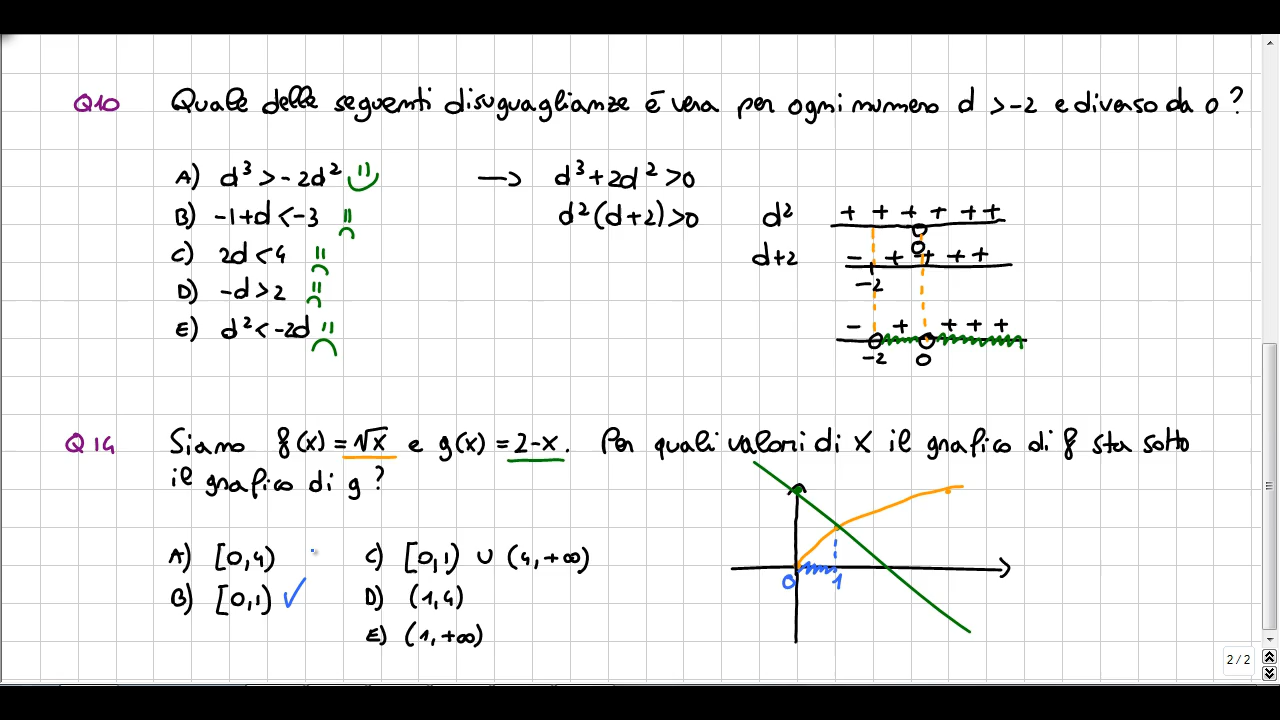 Q10 Quale delle seguenti disuguaglianze è vera per ogni numero d > -2 e diverso da 0?
A) d³ > -2d² → d³ + 2d² > 0
B) -1+d < -3 d²(d+2) > 0 d² + + + + + +
C) 2d < 4 d+2 - + + + +
-2
D) -d > 2
E) d² < -2d - + + + +
-2 0
Q14 Siano f(x) = √x e g(x) = 2-x. Per quali valori di x il grafico di f sta sotto
il grafico di g?
A) [0,4) C) [0,1) ∪ (4,+∞)
B) [0,1) ✓ D) (1,4)
E) (1,+∞)
0 1
2/2